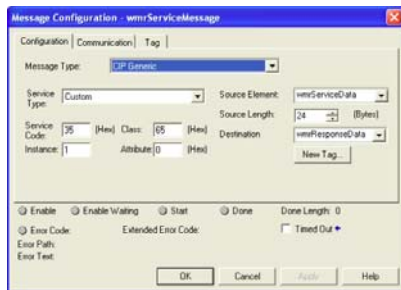 Message Configuration - wmrServiceMessage
Configuration Communication Tag
Message Type: CIP Generic
Service Type: Custom
Source Element: wmrServiceData
Source Length: 24 (Bytes)
Service Code: 35 (Hex) Class: 65 (Hex)
Destination wmrResponseData
Instance: 1 Attribute: 0 (Hex)
New Tag...
Enable Enable Waiting Start Done Done Length: 0
Error Code: Extended Error Code: Timed Out
Error Path:
Error Text:
OK Cancel Apply Help